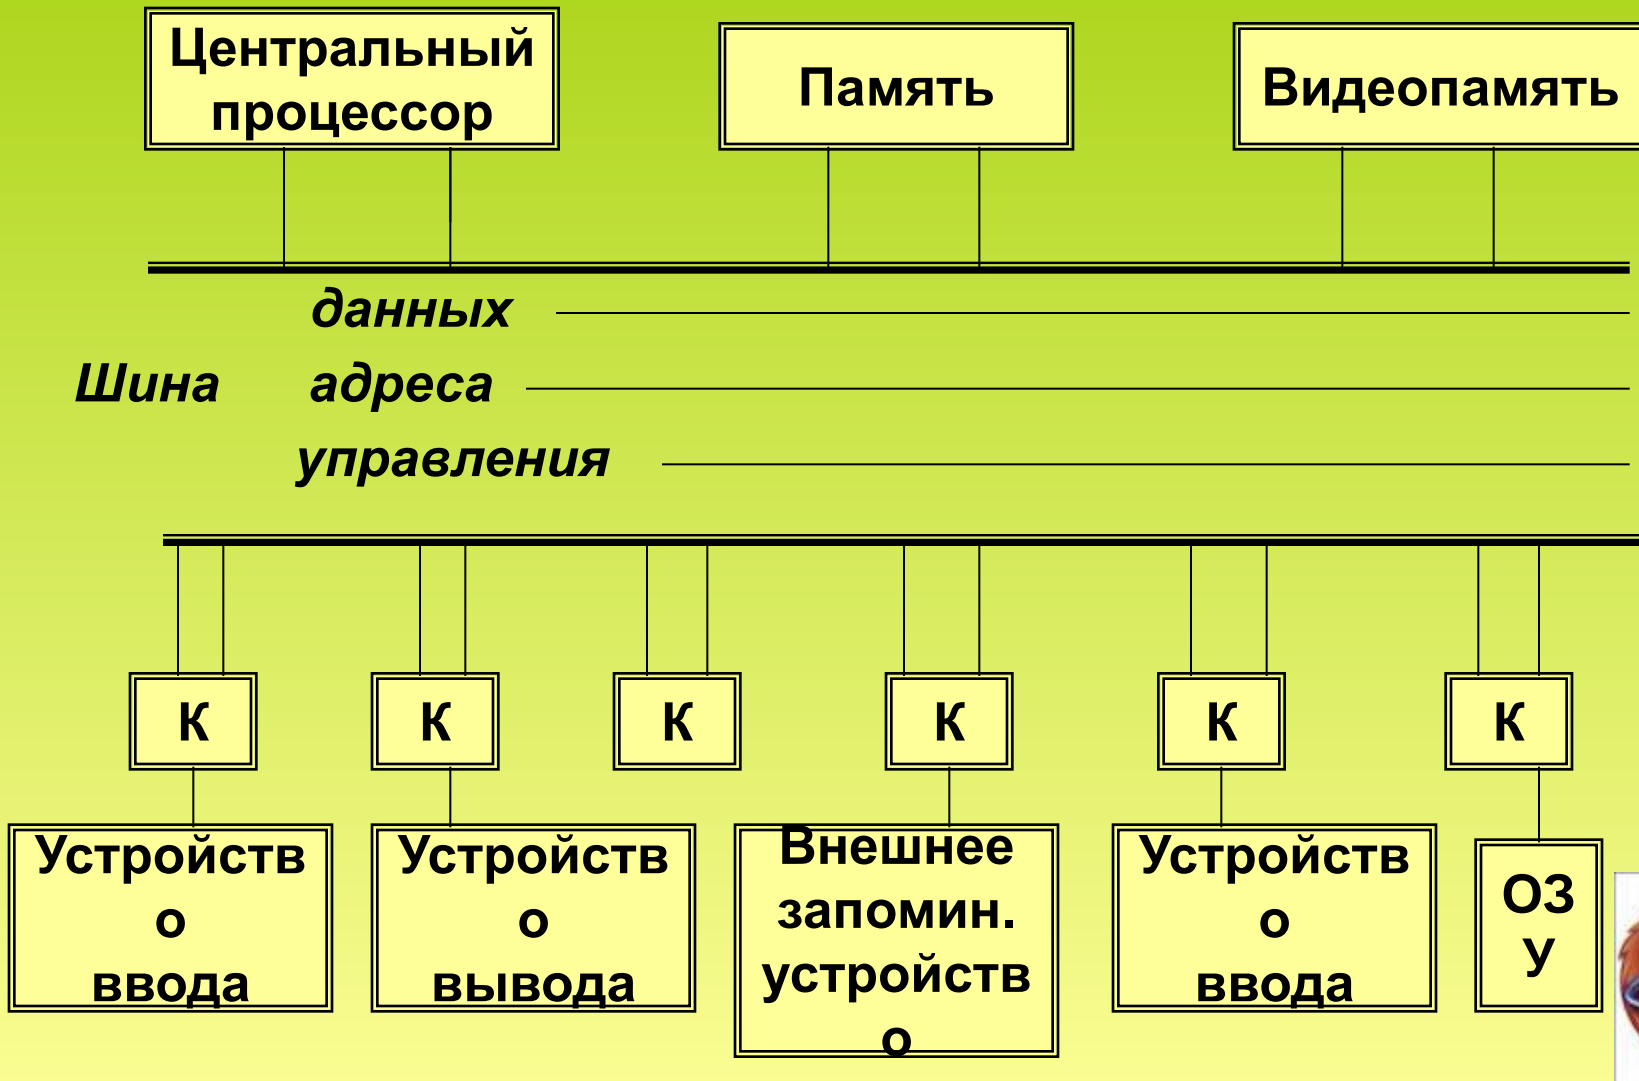 Центральный
процессор
Память
Видеопамять
данных
Шина адреса
управления
К
К
К
К
К
К
Устройств
о
ввода
Устройств
о
вывода
Внешнее
запомин.
устройств
о
Устройств
о
ввода
ОЗ
У